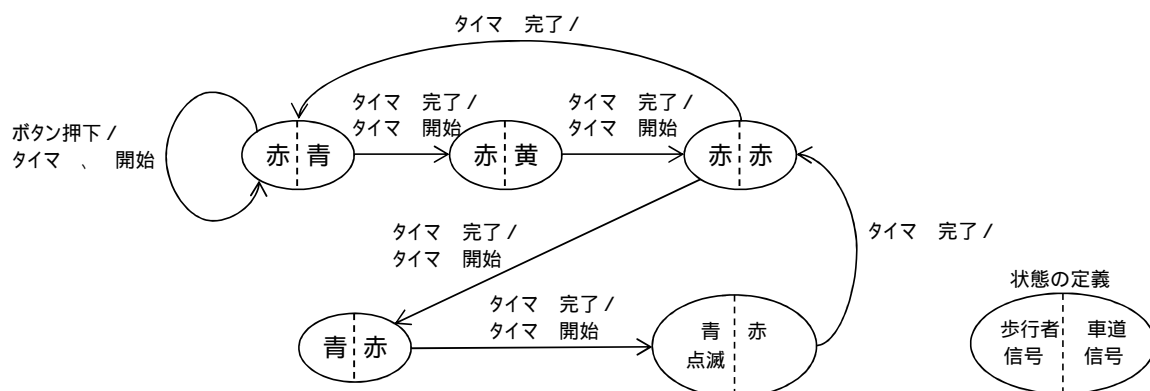 タイマ 完了/
タイマ 完了/
タイマ 開始
タイマ 完了/
タイマ 開始
ボタン押下/
タイマ 、 開始
赤 青
赤 黄
赤 赤
タイマ 完了/
タイマ 開始
タイマ 完了/
タイマ 完了/
タイマ 開始
状態の定義
青 赤
青 赤
点滅
歩行者 車道
信号 信号